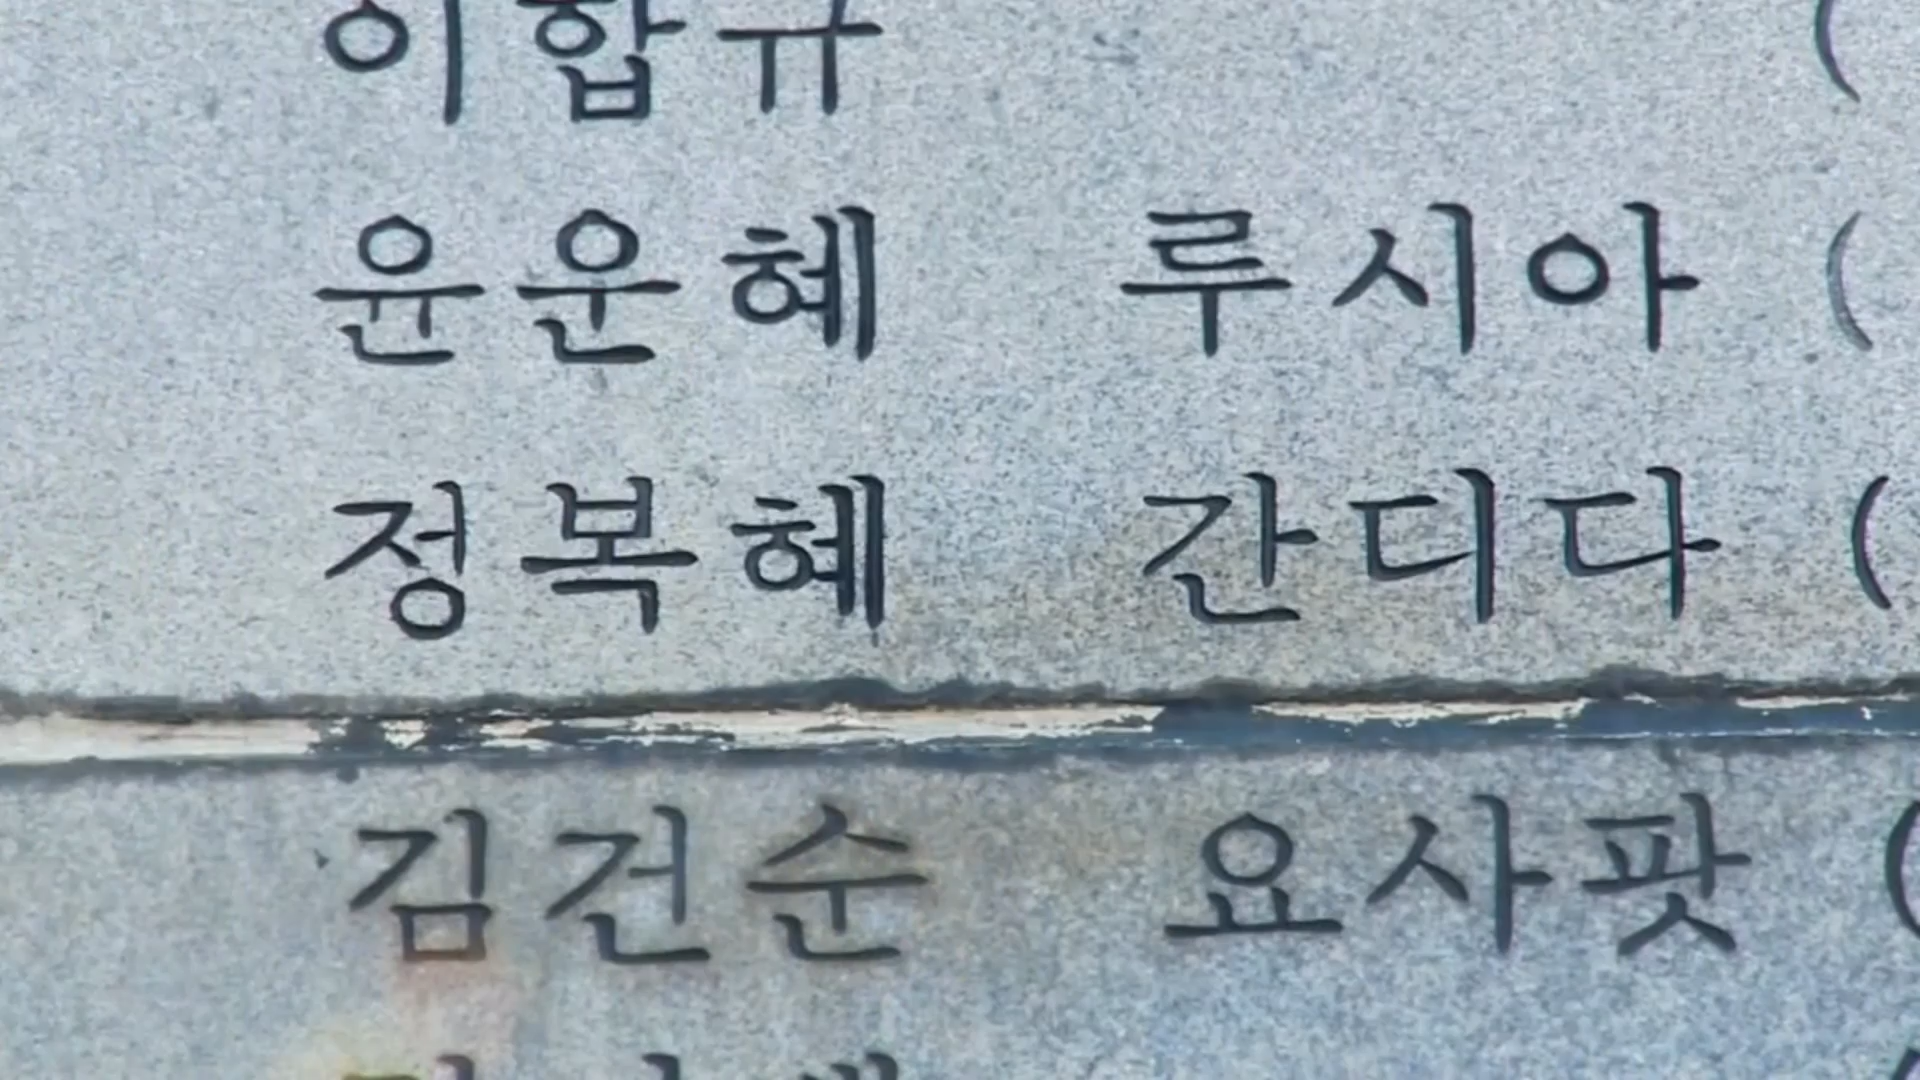 이합규 (
윤운혜 루시아 (
정복혜 간디다 (
김건순 요사팟 (